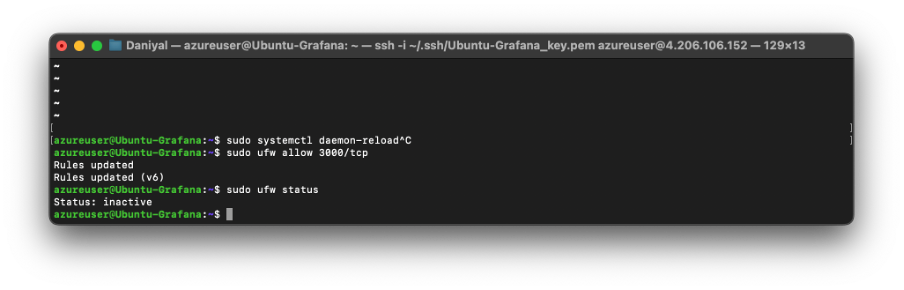 Daniyal — azureuser@Ubuntu-Grafana: ~ — ssh -i ~/.ssh/Ubuntu-Grafana_key.pem azureuser@4.206.106.152 — 129×13
~
~
~
~
~
[ ]
[azureuser@Ubuntu-Grafana:~$ sudo systemctl daemon-reload^C ]
azureuser@Ubuntu-Grafana:~$ sudo ufw allow 3000/tcp
Rules updated
Rules updated (v6)
azureuser@Ubuntu-Grafana:~$ sudo ufw status
Status: inactive
azureuser@Ubuntu-Grafana:~$